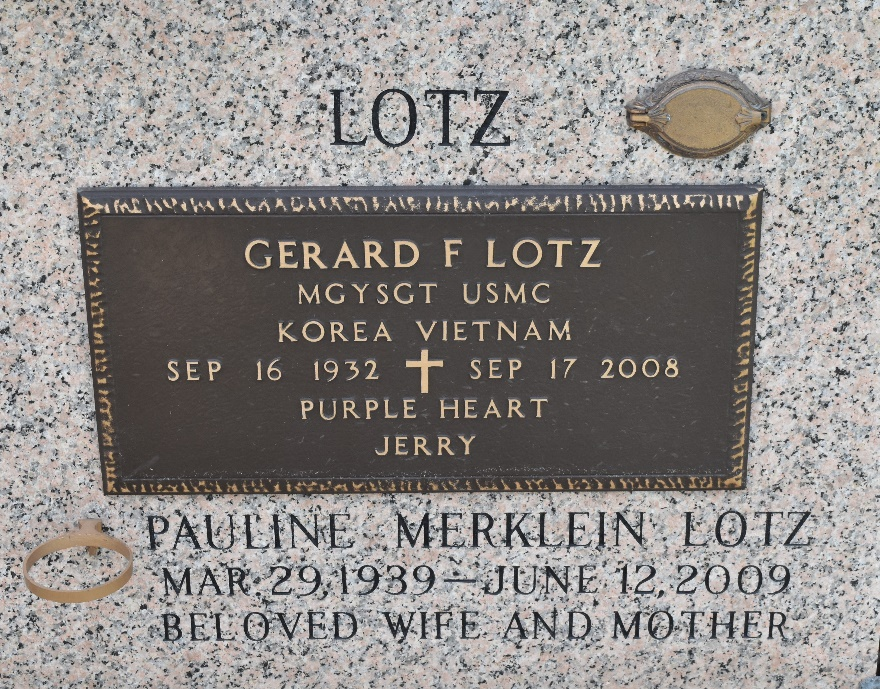 LOTZ
GERARD F LOTZ
MGYSGT USMC
KOREA VIETNAM
SEP 16 1932 SEP 17 2008
PURPLE HEART
JERRY
PAULINE MERKLEIN LOTZ
MAR. 29, 1939 — JUNE 12, 2009
BELOVED WIFE AND MOTHER